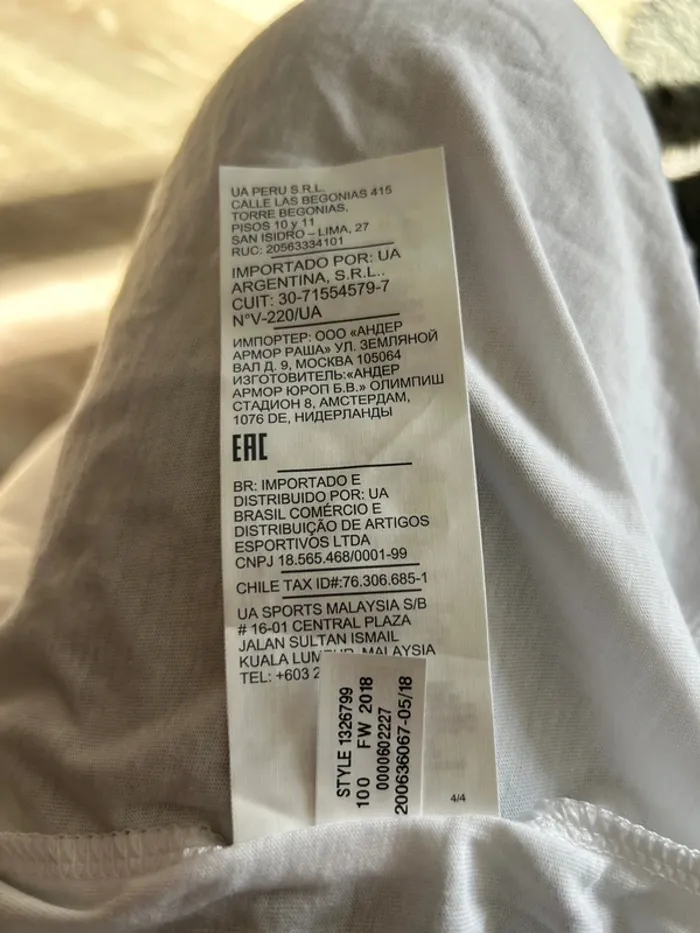 UA PERU S.R.L.
CALLE LAS BEGONIAS 415
TORRE BEGONIAS,
PISOS 10 y 11
SAN ISIDRO – LIMA, 27
RUC: 20563334101
IMPORTADO POR: UA
ARGENTINA, S.R.L..
CUIT: 30-71554579-7
N°V-220/UA
ИМПОРТЕР: ООО «АНДЕР
АРМОР РАША» УЛ. ЗЕМЛЯНОЙ
ВАЛ Д. 9, МОСКВА 105064
ИЗГОТОВИТЕЛЬ:«АНДЕР
АРМОР ЮРОП Б.В.» ОЛИМПИШ
СТАДИОН 8, АМСТЕРДАМ,
1076 DE, НИДЕРЛАНДЫ
EAC
BR: IMPORTADO E
DISTRIBUIDO POR: UA
BRASIL COMÉRCIO E
DISTRIBUIÇÃO DE ARTIGOS
ESPORTIVOS LTDA
CNPJ 18.565.468/0001-99
CHILE TAX ID#:76.306.685-1
UA SPORTS MALAYSIA S/B
# 16-01 CENTRAL PLAZA
JALAN SULTAN ISMAIL
KUALA MALAYSIA
TEL: +603
STYLE 1326799
100 FW 2018
0000602227
200636067-05/18
4/4